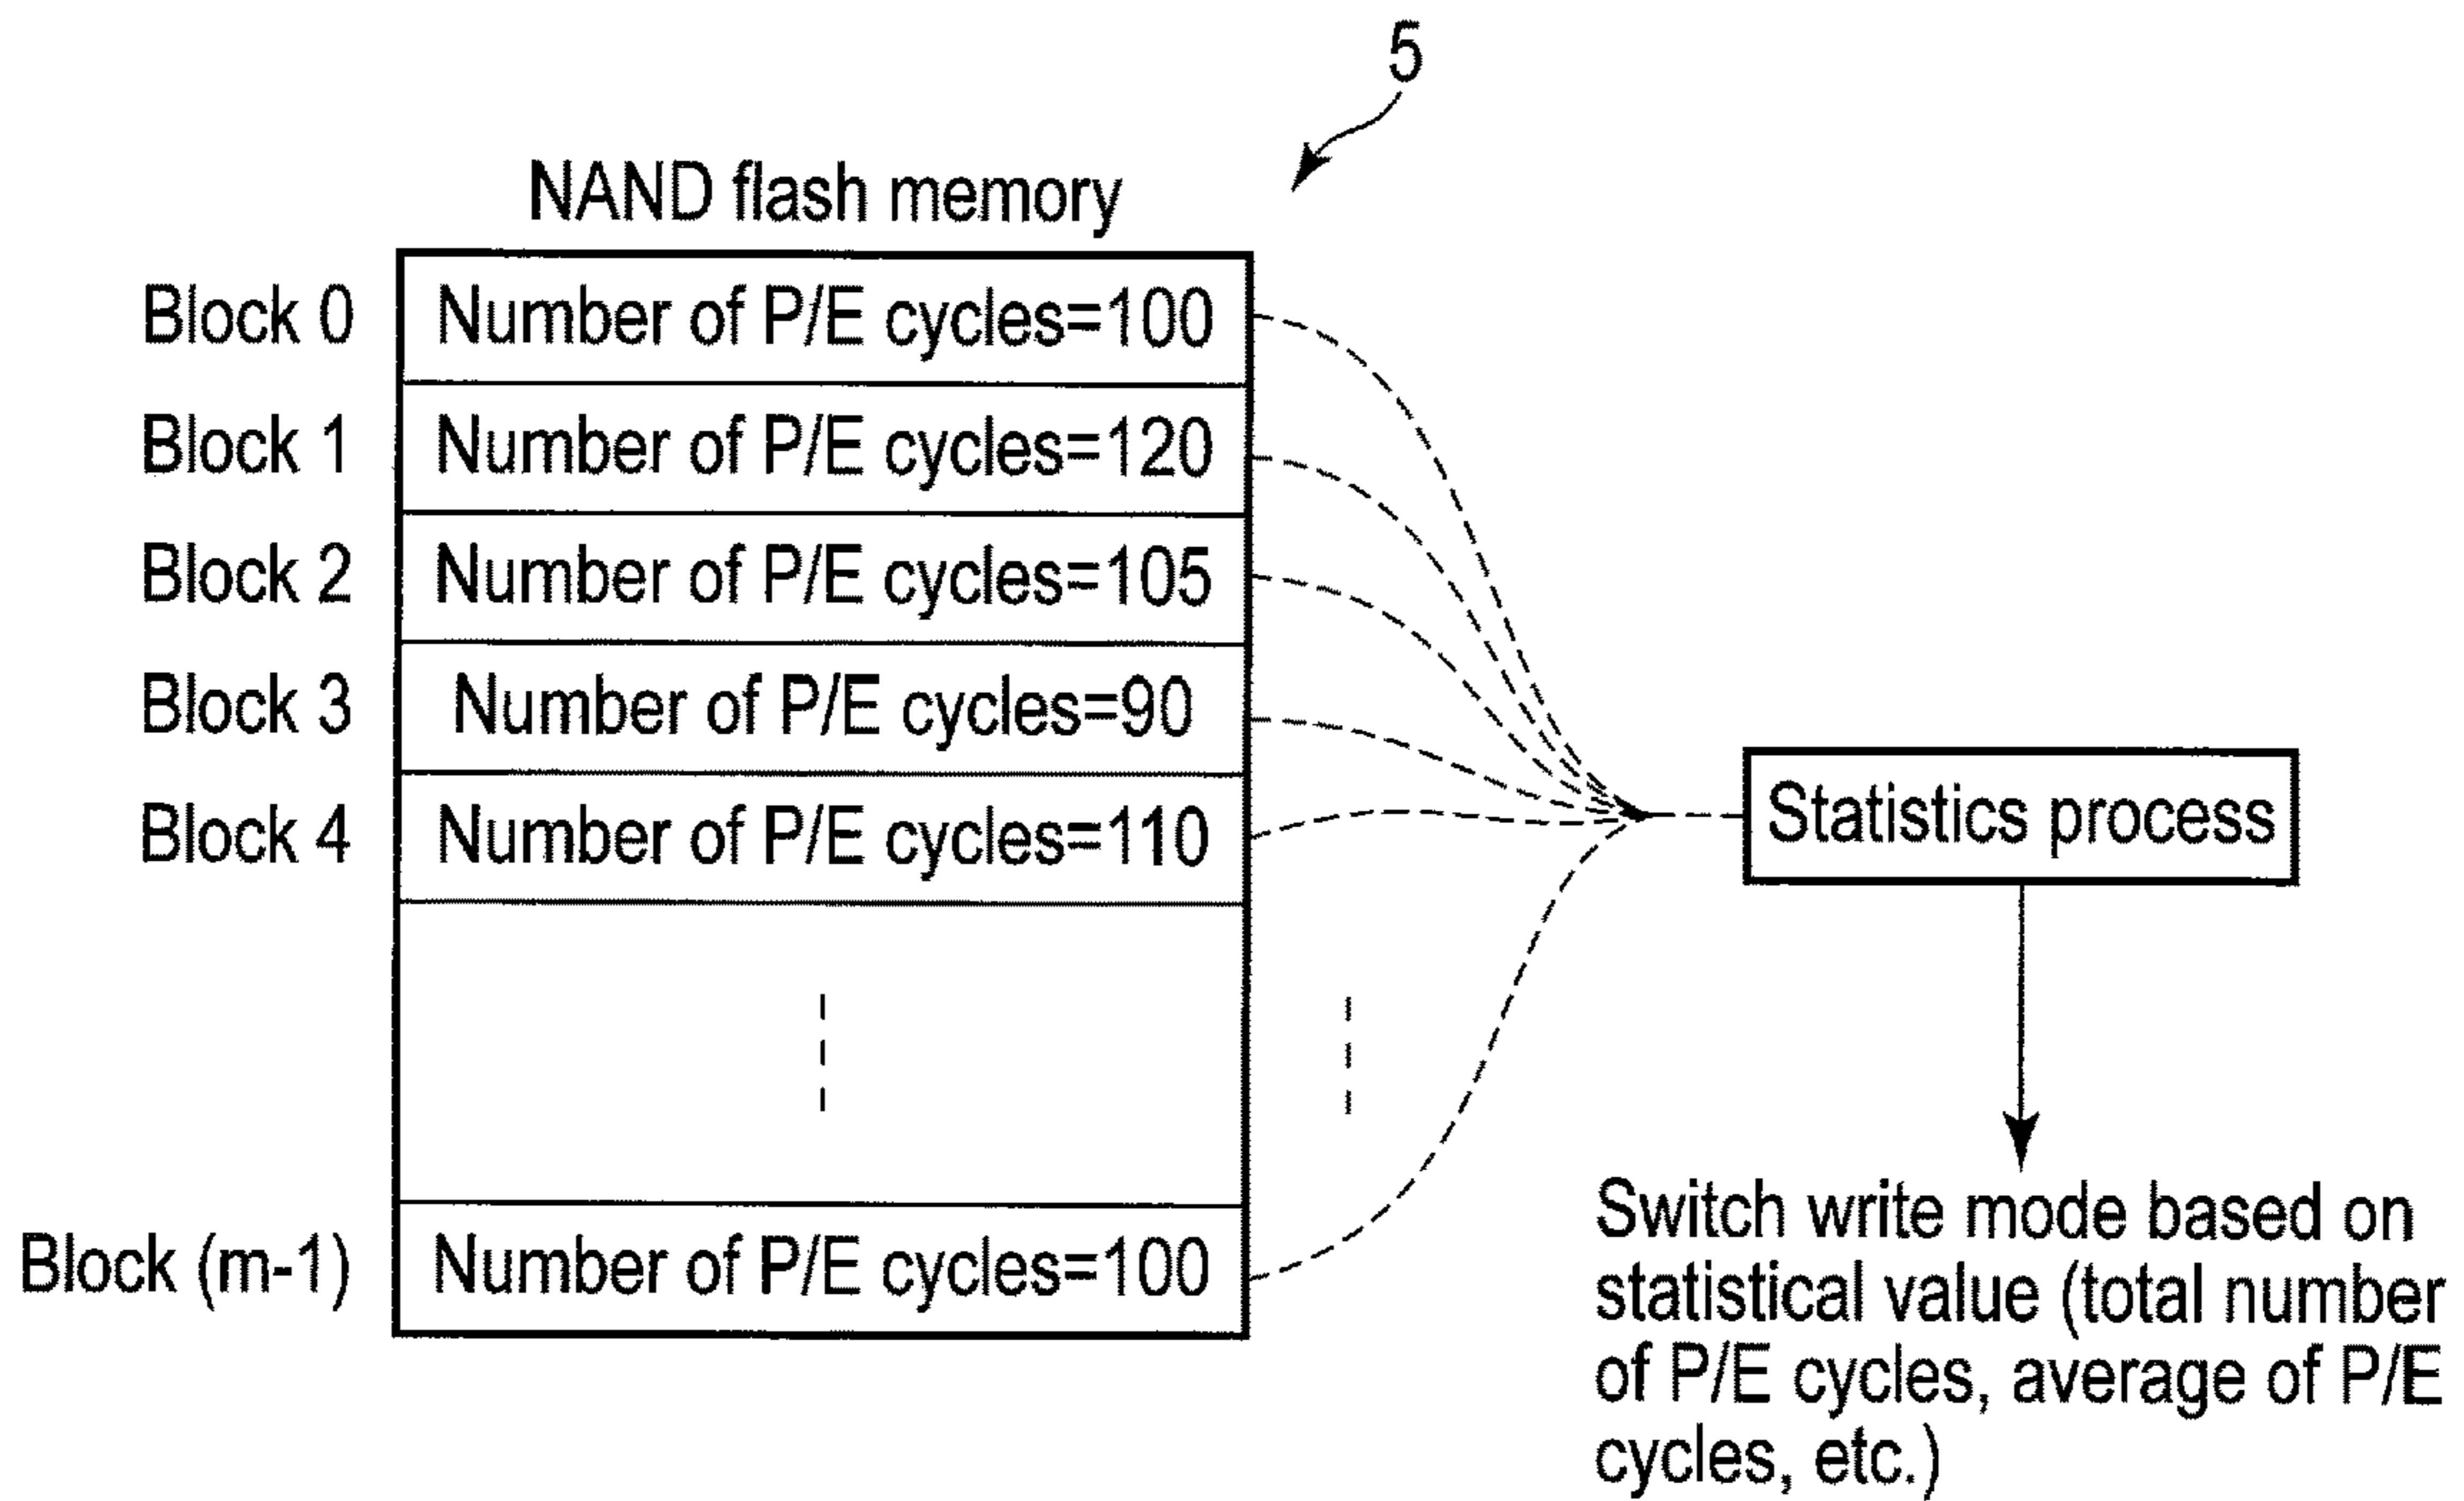 5
NAND flash memory
Block 0 Number of P/E cycles=100
Block 1 Number of P/E cycles=120
Block 2 Number of P/E cycles=105
Block 3 Number of P/E cycles=90
Block 4 Number of P/E cycles=110
Block (m-1) Number of P/E cycles=100
Statistics process
Switch write mode based on
statistical value (total number
of P/E cycles, average of P/E
cycles, etc.)